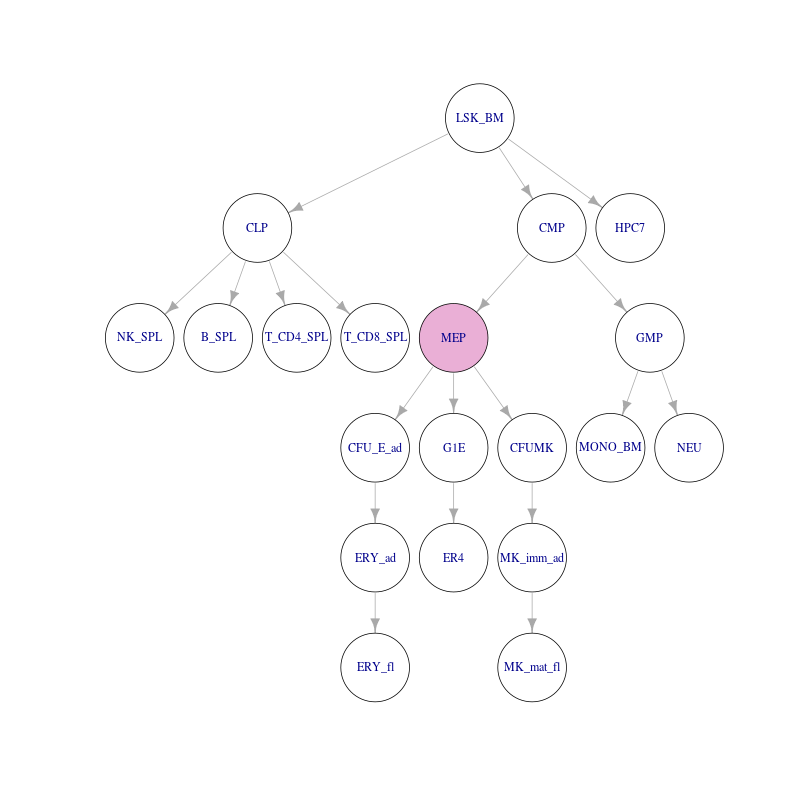 LSK_BM
CLP
CMP
HPC7
NK_SPL
B_SPL
T_CD4_SPL
T_CD8_SPL
MEP
GMP
CFU_E_ad
G1E
CFUMK
MONO_BM
NEU
ERY_ad
ER4
MK_imm_ad
ERY_fl
MK_mat_fl